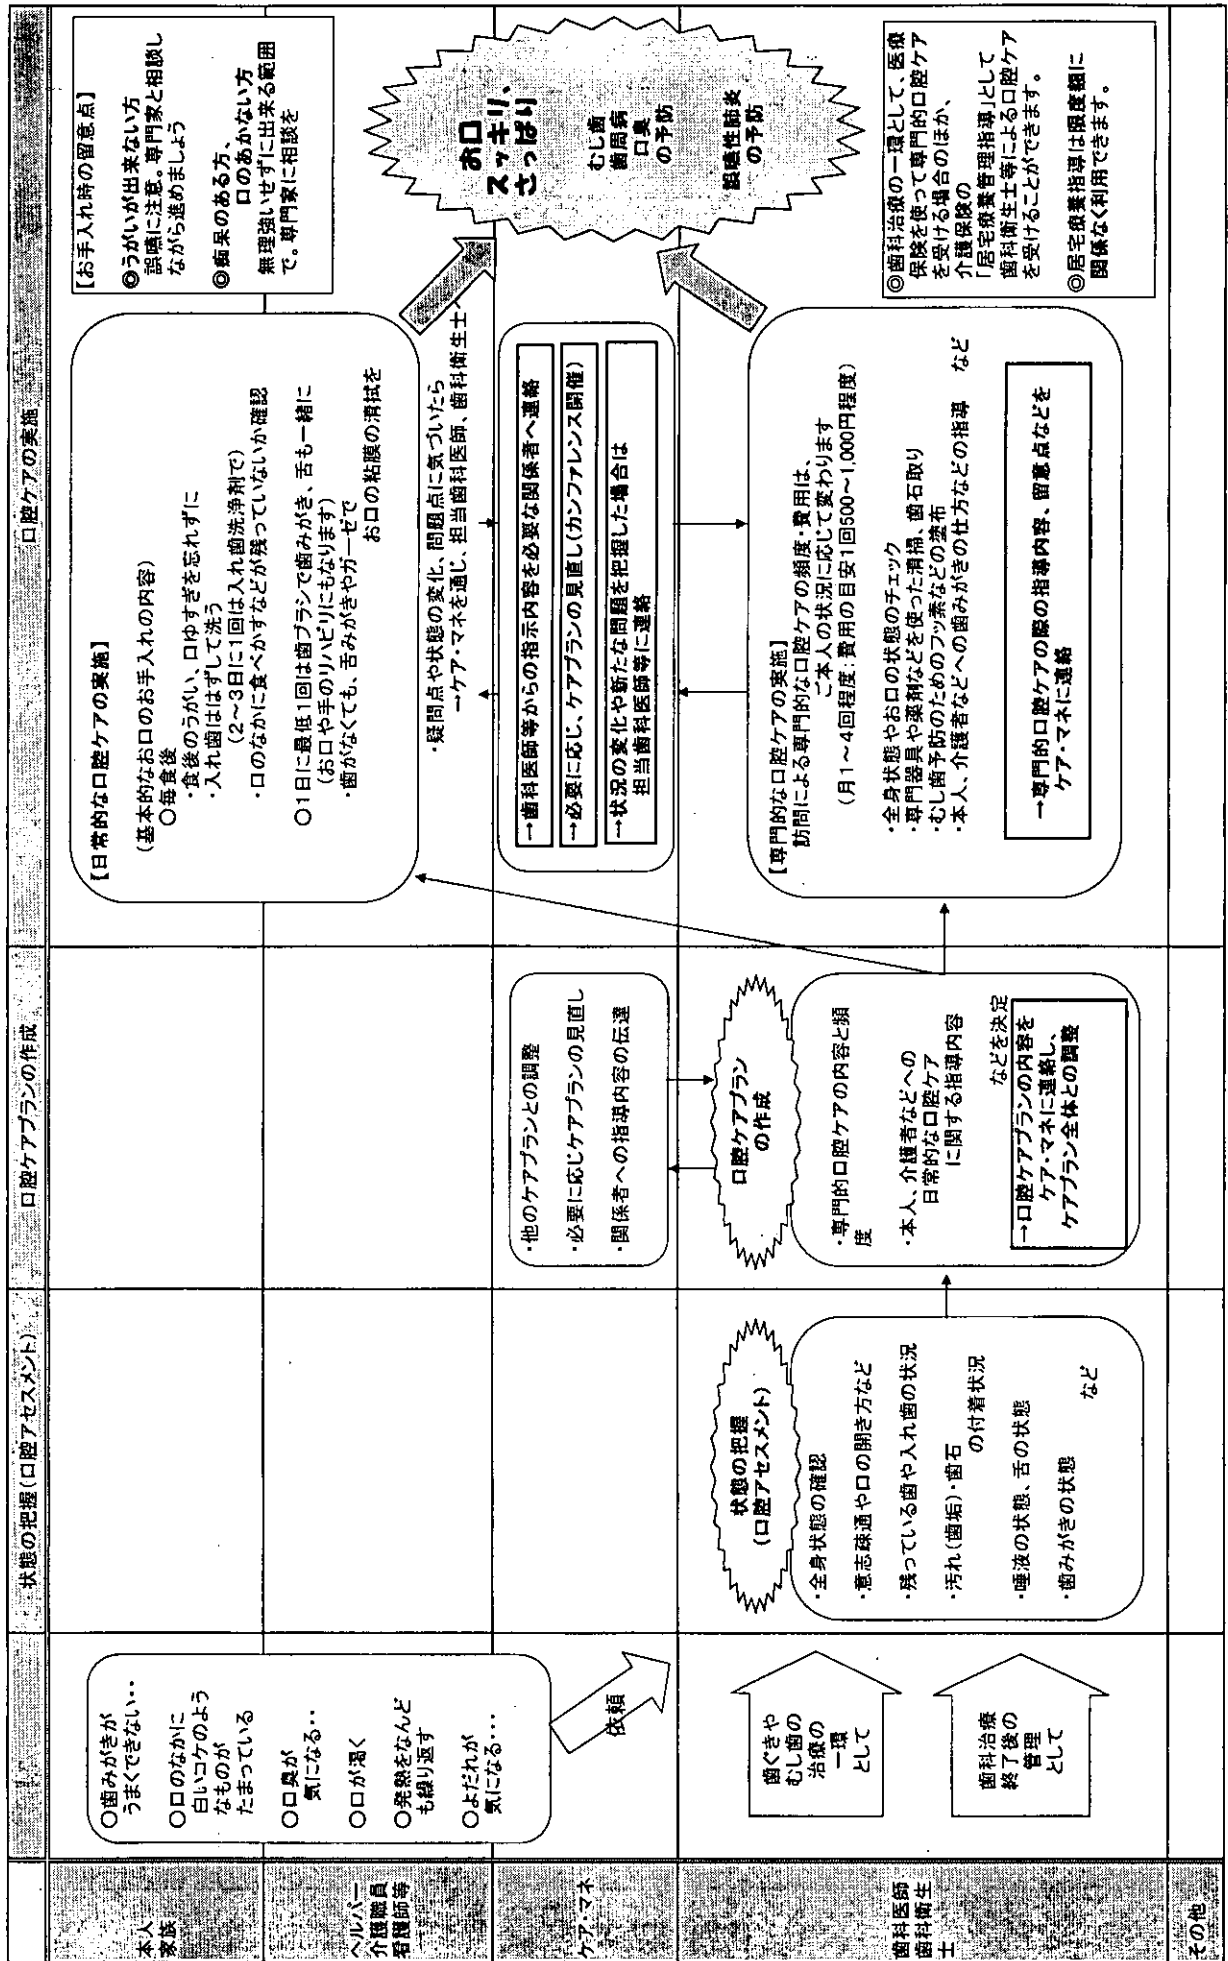 状態の把握(口腔アセスメント)
口腔ケアプランの作成
口腔ケアの実施
本人
家族
ヘルパー
介護職員
看護師等
ケア・マネ
歯科医師
歯科衛生
士
その他
○歯みがきが
うまくできない‥
○口のなかに
白いコケのよう
なものが
たまっている
○口臭が
気になる‥
○口が渇く
○発熱をなんど
も繰り返す
○よだれが
気になる…
依頼
歯ぐきや
むし歯の
治療の
一環
として
歯科治療
終了後の
管理
として
状態の把握
(口腔アセスメント)
・全身状態の確認
・意志疎通や口の開き方など
・残っている歯や入れ歯の状況
・汚れ(歯垢)・歯石
の付着状況
・唾液の状態、舌の状態
・歯みがきの状態
など
・他のケアプランとの調整
・必要に応じケアプランの見直し
・関係者への指導内容の伝達
口腔ケアプラン
の作成
・専門的口腔ケアの内容と頻
度
・本人、介護者などへの
日常的な口腔ケア
に関する指導内容
などを決定
→口腔ケアプランの内容を
ケア・マネに連絡し、
ケアプラン全体との調整
【日常的な口腔ケアの実施】
(基本的なお口のお手入れの内容)
○毎食後
・食後のうがい、口ゆすぎを忘れずに
・入れ歯ははずして洗う
(2～3日に1回は入れ歯洗浄剤で)
・口のなかに食べかすなどが残っていないか確認
○1日に最低1回は歯ブラシで歯みがき、舌も一緒に
(お口や手のリハビリにもなります)
・歯がなくても、舌みがきやガーゼで
お口の粘膜の清拭を
・疑問点や状態の変化、問題点に気づいたら
→ケア・マネを通じ、担当歯科医師、歯科衛生士へ
→歯科医師等からの指示内容を必要な関係者へ連絡
→必要に応じ、ケアプランの見直し(カンファレンス開催)
→状況の変化や新たな問題を把握した場合は
担当歯科医師等に連絡
【専門的な口腔ケアの実施】
訪問による専門的な口腔ケアの頻度・費用は、
ご本人の状況に応じて変わります
(月1～4回程度:費用の目安1回500～1,000円程度)
・全身状態やお口の状態のチェック
・専門器具や薬剤などを使った清掃、歯石取り
・むし歯予防のためのフッ素などの塗布
・本人、介護者などへの歯みがきの仕方などの指導　など
→専門的口腔ケアの際の指導内容、留意点などを
ケア・マネに連絡
【お手入れ時の留意点】
◎うがいが出来ない方
誤嚥に注意。専門家と相談し
ながら進めましょう
◎痴呆のある方、
口のあかない方
無理強いせずに出来る範囲
で。専門家に相談を
お口
スッキリ、
さっぱり
むし歯
歯周病
口臭
の予防
誤嚥性肺炎
の予防
◎歯科治療の一環として、医療
保険を使って専門的口腔ケア
を受ける場合のほか、
介護保険の
「居宅療養管理指導」として
歯科衛生士等による口腔ケア
を受けることができます。
◎居宅療養指導は限度額に
関係なく利用できます。